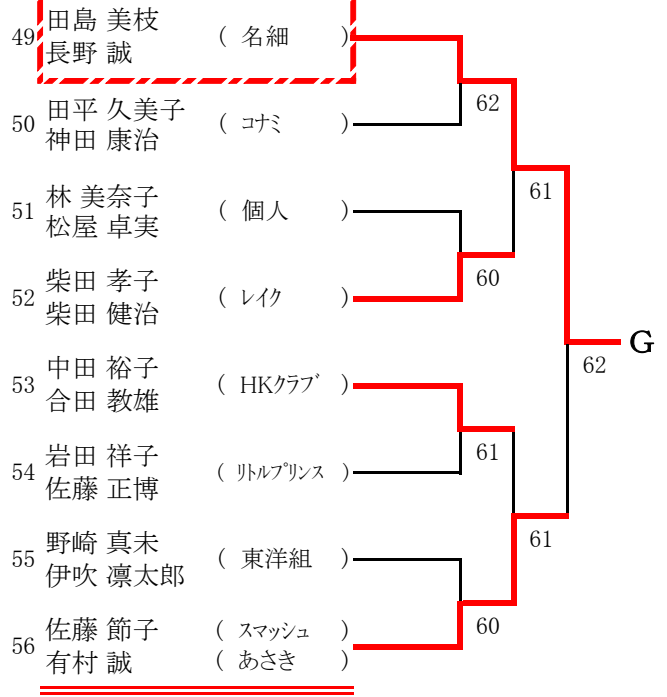 49 田島 美枝 ( 名細 )
長野 誠
62
50 田平 久美子 ( コナミ )
神田 康治
61
51 林 美奈子 ( 個人 )
松屋 卓実
60
52 柴田 孝子 ( レイク )
柴田 健治
G
62
53 中田 裕子 ( HKクラブ )
合田 教雄
61
54 岩田 祥子 ( リトルプリンス )
佐藤 正博
61
55 野崎 真未 ( 東洋組 )
伊吹 凛太郎
60
56 佐藤 節子 ( スマッシュ )
有村 誠 ( あさき )